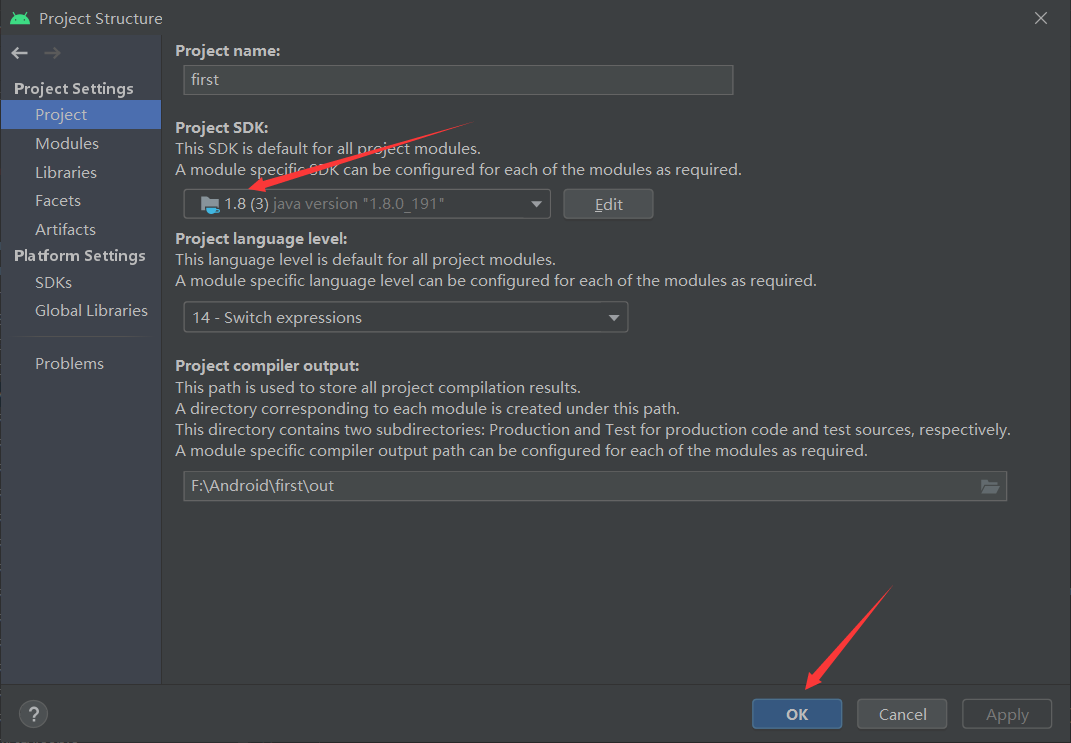 Project Structure
Project Settings
Project
Modules
Libraries
Facets
Artifacts
Platform Settings
SDKs
Global Libraries
Problems
Project name:
first
Project SDK:
This SDK is default for all project modules.
A module specific SDK can be configured for each of the modules as required.
1.8 (3) java version "1.8.0_191"
Edit
Project language level:
This language level is default for all project modules.
A module specific language level can be configured for each of the modules as required.
14 - Switch expressions
Project compiler output:
This path is used to store all project compilation results.
A directory corresponding to each module is created under this path.
This directory contains two subdirectories: Production and Test for production code and test sources, respectively.
A module specific compiler output path can be configured for each of the modules as required.
F:\Android\first\out
?
OK
Cancel
Apply